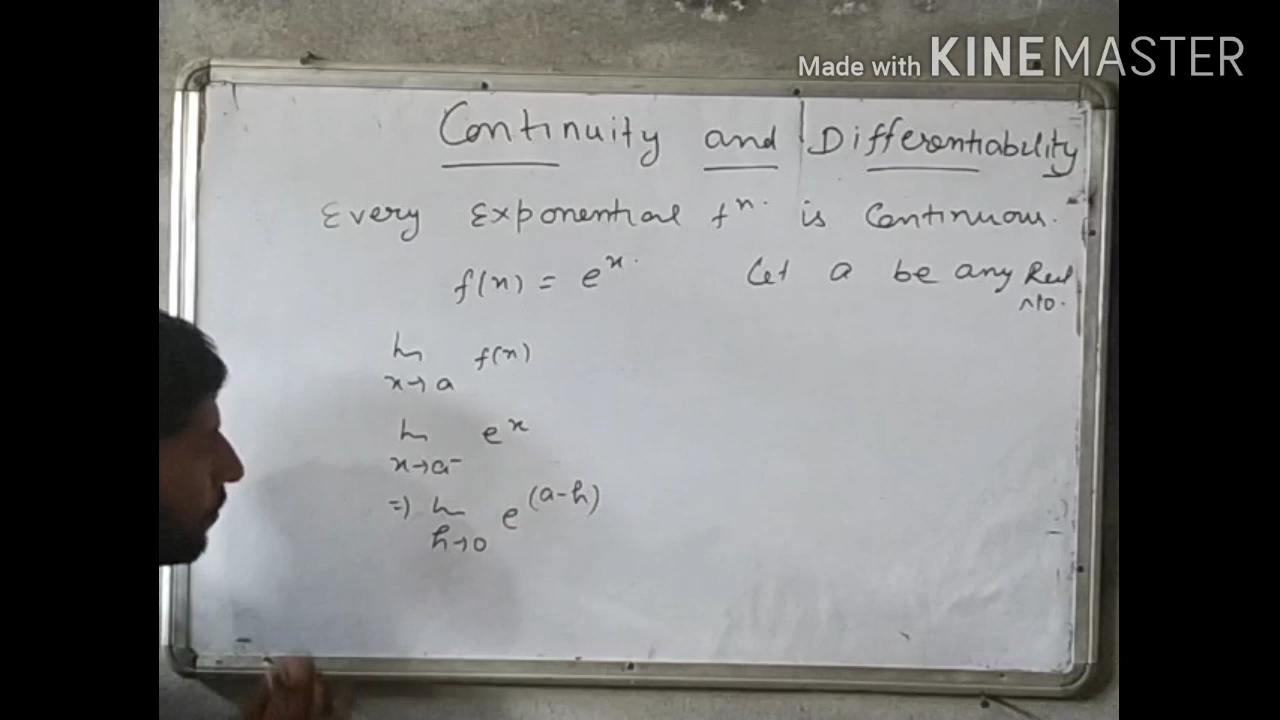 Made with KINEMASTER
Continuity and Differentiability
Every Exponential fⁿ. is Continuous.
f(x) = eˣ. Let a be any Real
No.
lim f(x)
x→a
lim eˣ
x→a⁻
=) lim e^(a-h)
h→0